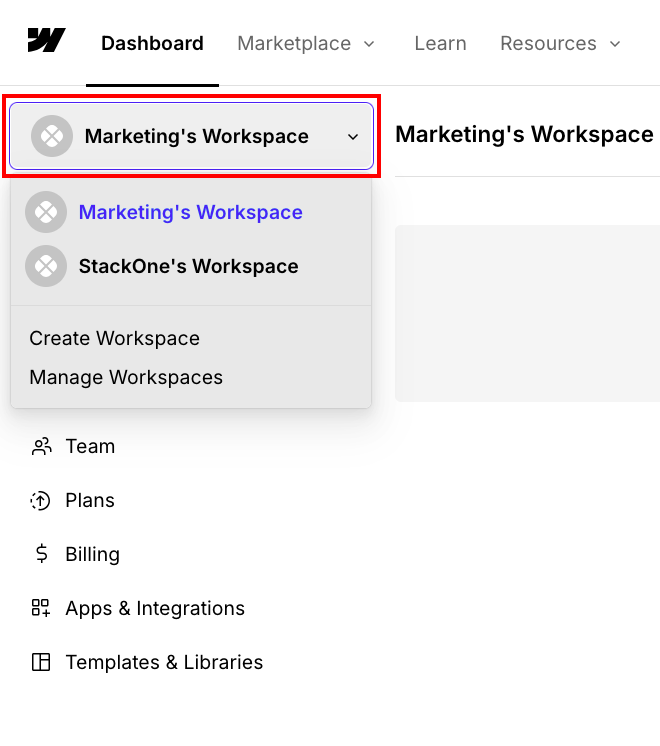 Dashboard Marketplace Learn Resources
Marketing's Workspace
Marketing's Workspace
Marketing's Workspace
StackOne's Workspace
Create Workspace
Manage Workspaces
Team
Plans
Billing
Apps & Integrations
Templates & Libraries